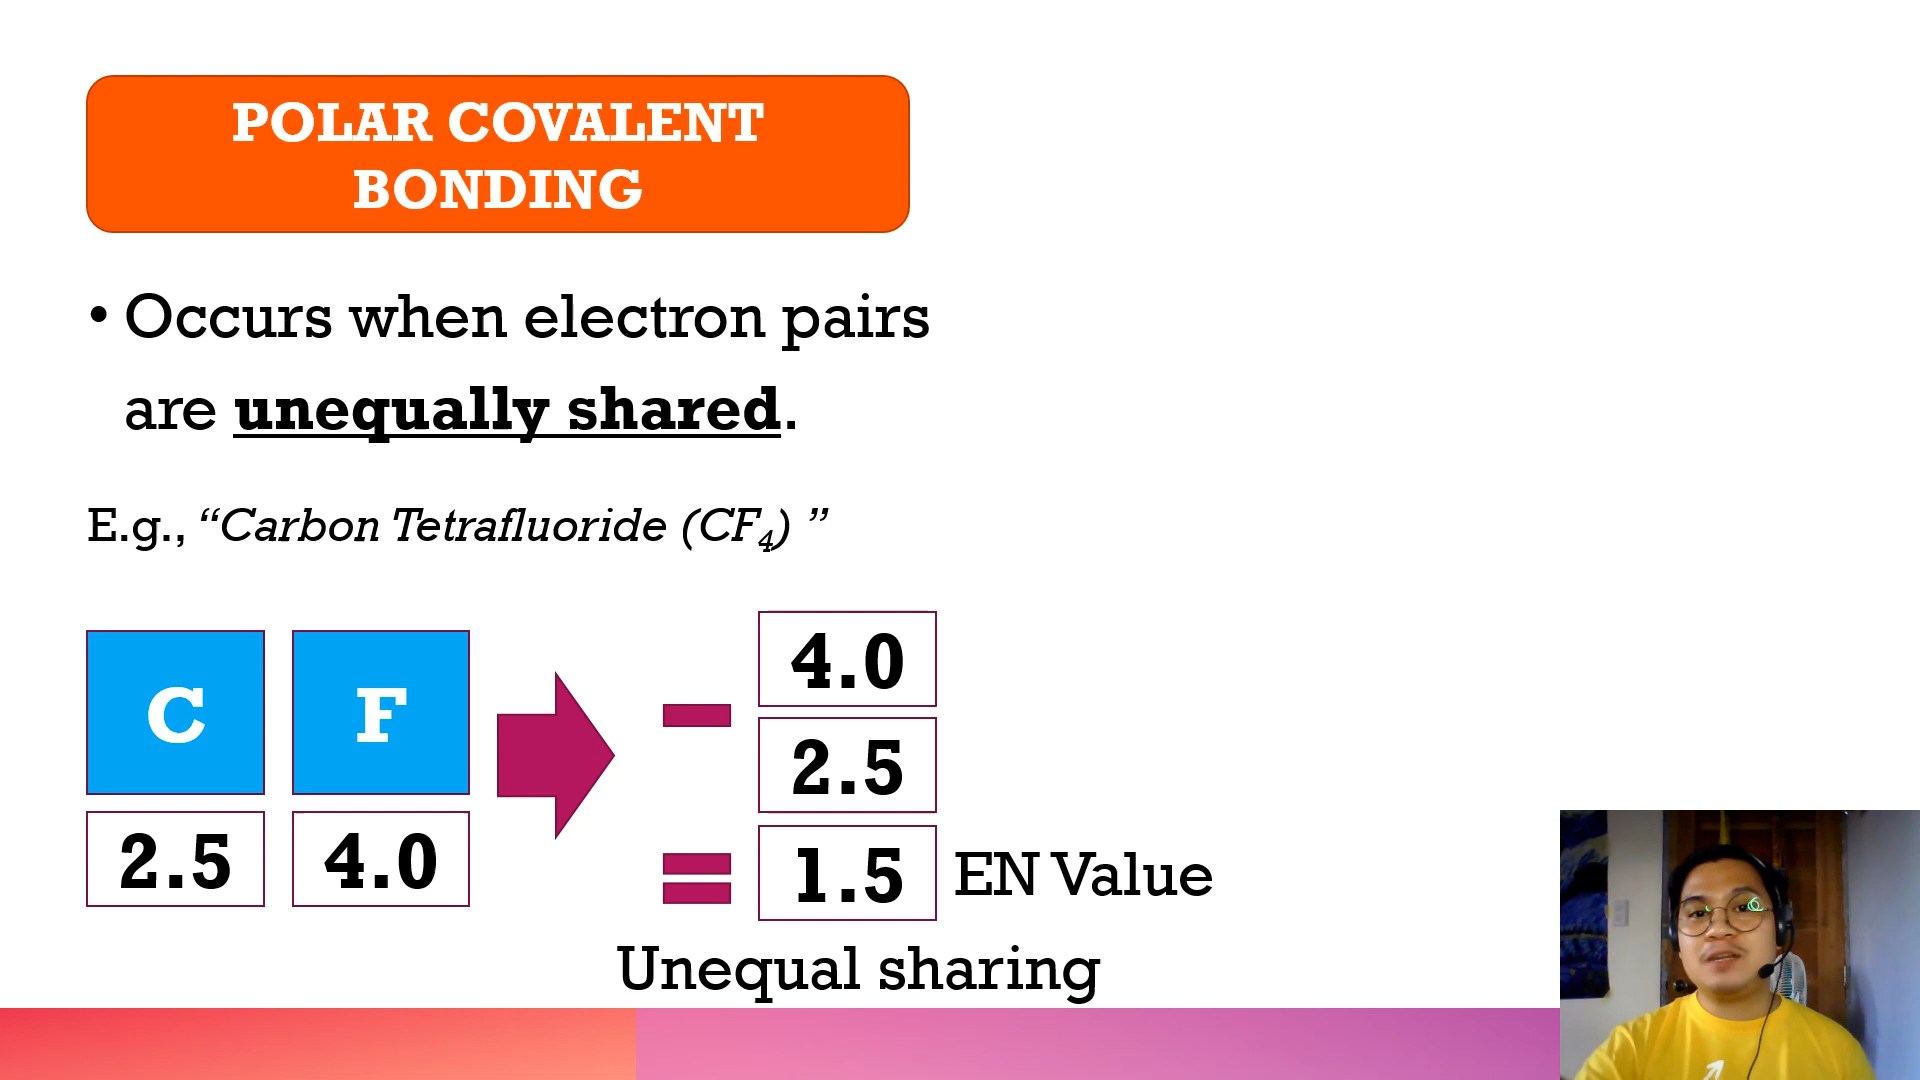 POLAR COVALENT
BONDING
• Occurs when electron pairs
are unequally shared.
E.g., “Carbon Tetrafluoride (CF₄) ”
C F
2.5 4.0
4.0
2.5
1.5 EN Value
Unequal sharing